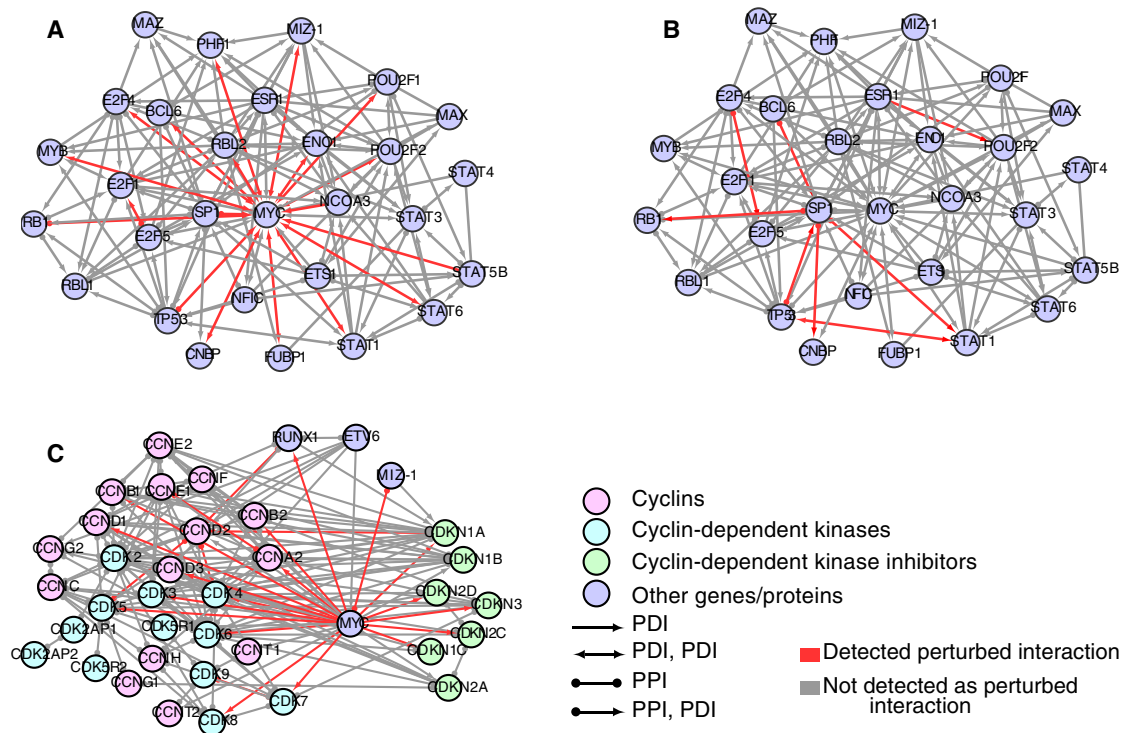 A
MAZ
PHF1
MIZ-1
POU2F1
E2F4
BCL6
ESR1
MAX
MYB
RBL2
ENO1
POU2F2
STAT4
E2F1
NCOA3
RB1
SP1
MYC
STAT3
E2F5
STAT5B
RBL1
ETS1
NFIC
STAT6
TP53
CNBP
FUBP1
STAT1
B
MAZ
PHF
MIZ-1
POU2F
E2F4
BCL6
ESR1
MAX
MYB
RBL2
ENO1
POU2F2
STAT4
E2F1
NCOA3
RB1
SP1
MYC
STAT3
E2F5
STAT5B
RBL1
ETS
NFIC
STAT6
TP53
CNBP
FUBP1
STAT1
C
CCNE2
RUNX1
ETV6
CCNF
MIZ-1
CCNB1
CCNE1
CCND1
CCND2
CCNB2
CDKN1A
CCNG2
CDK2
CCNA2
CDKN1B
CCND3
CCNC
CDK3
CDK4
CDKN2D
CDK5
CDKN3
CDK2AP1
CDK5R1
CDK6
MYC
CDKN2C
CDK2AP2
CCNH
CCNT1
CDKN1C
CDK5R2
CDK9
CCNG1
CDKN2A
CDK7
CCNT2
CDK8
Cyclins
Cyclin-dependent kinases
Cyclin-dependent kinase inhibitors
Other genes/proteins
PDI
PDI, PDI
PPI
PPI, PDI
Detected perturbed interaction
Not detected as perturbed
interaction